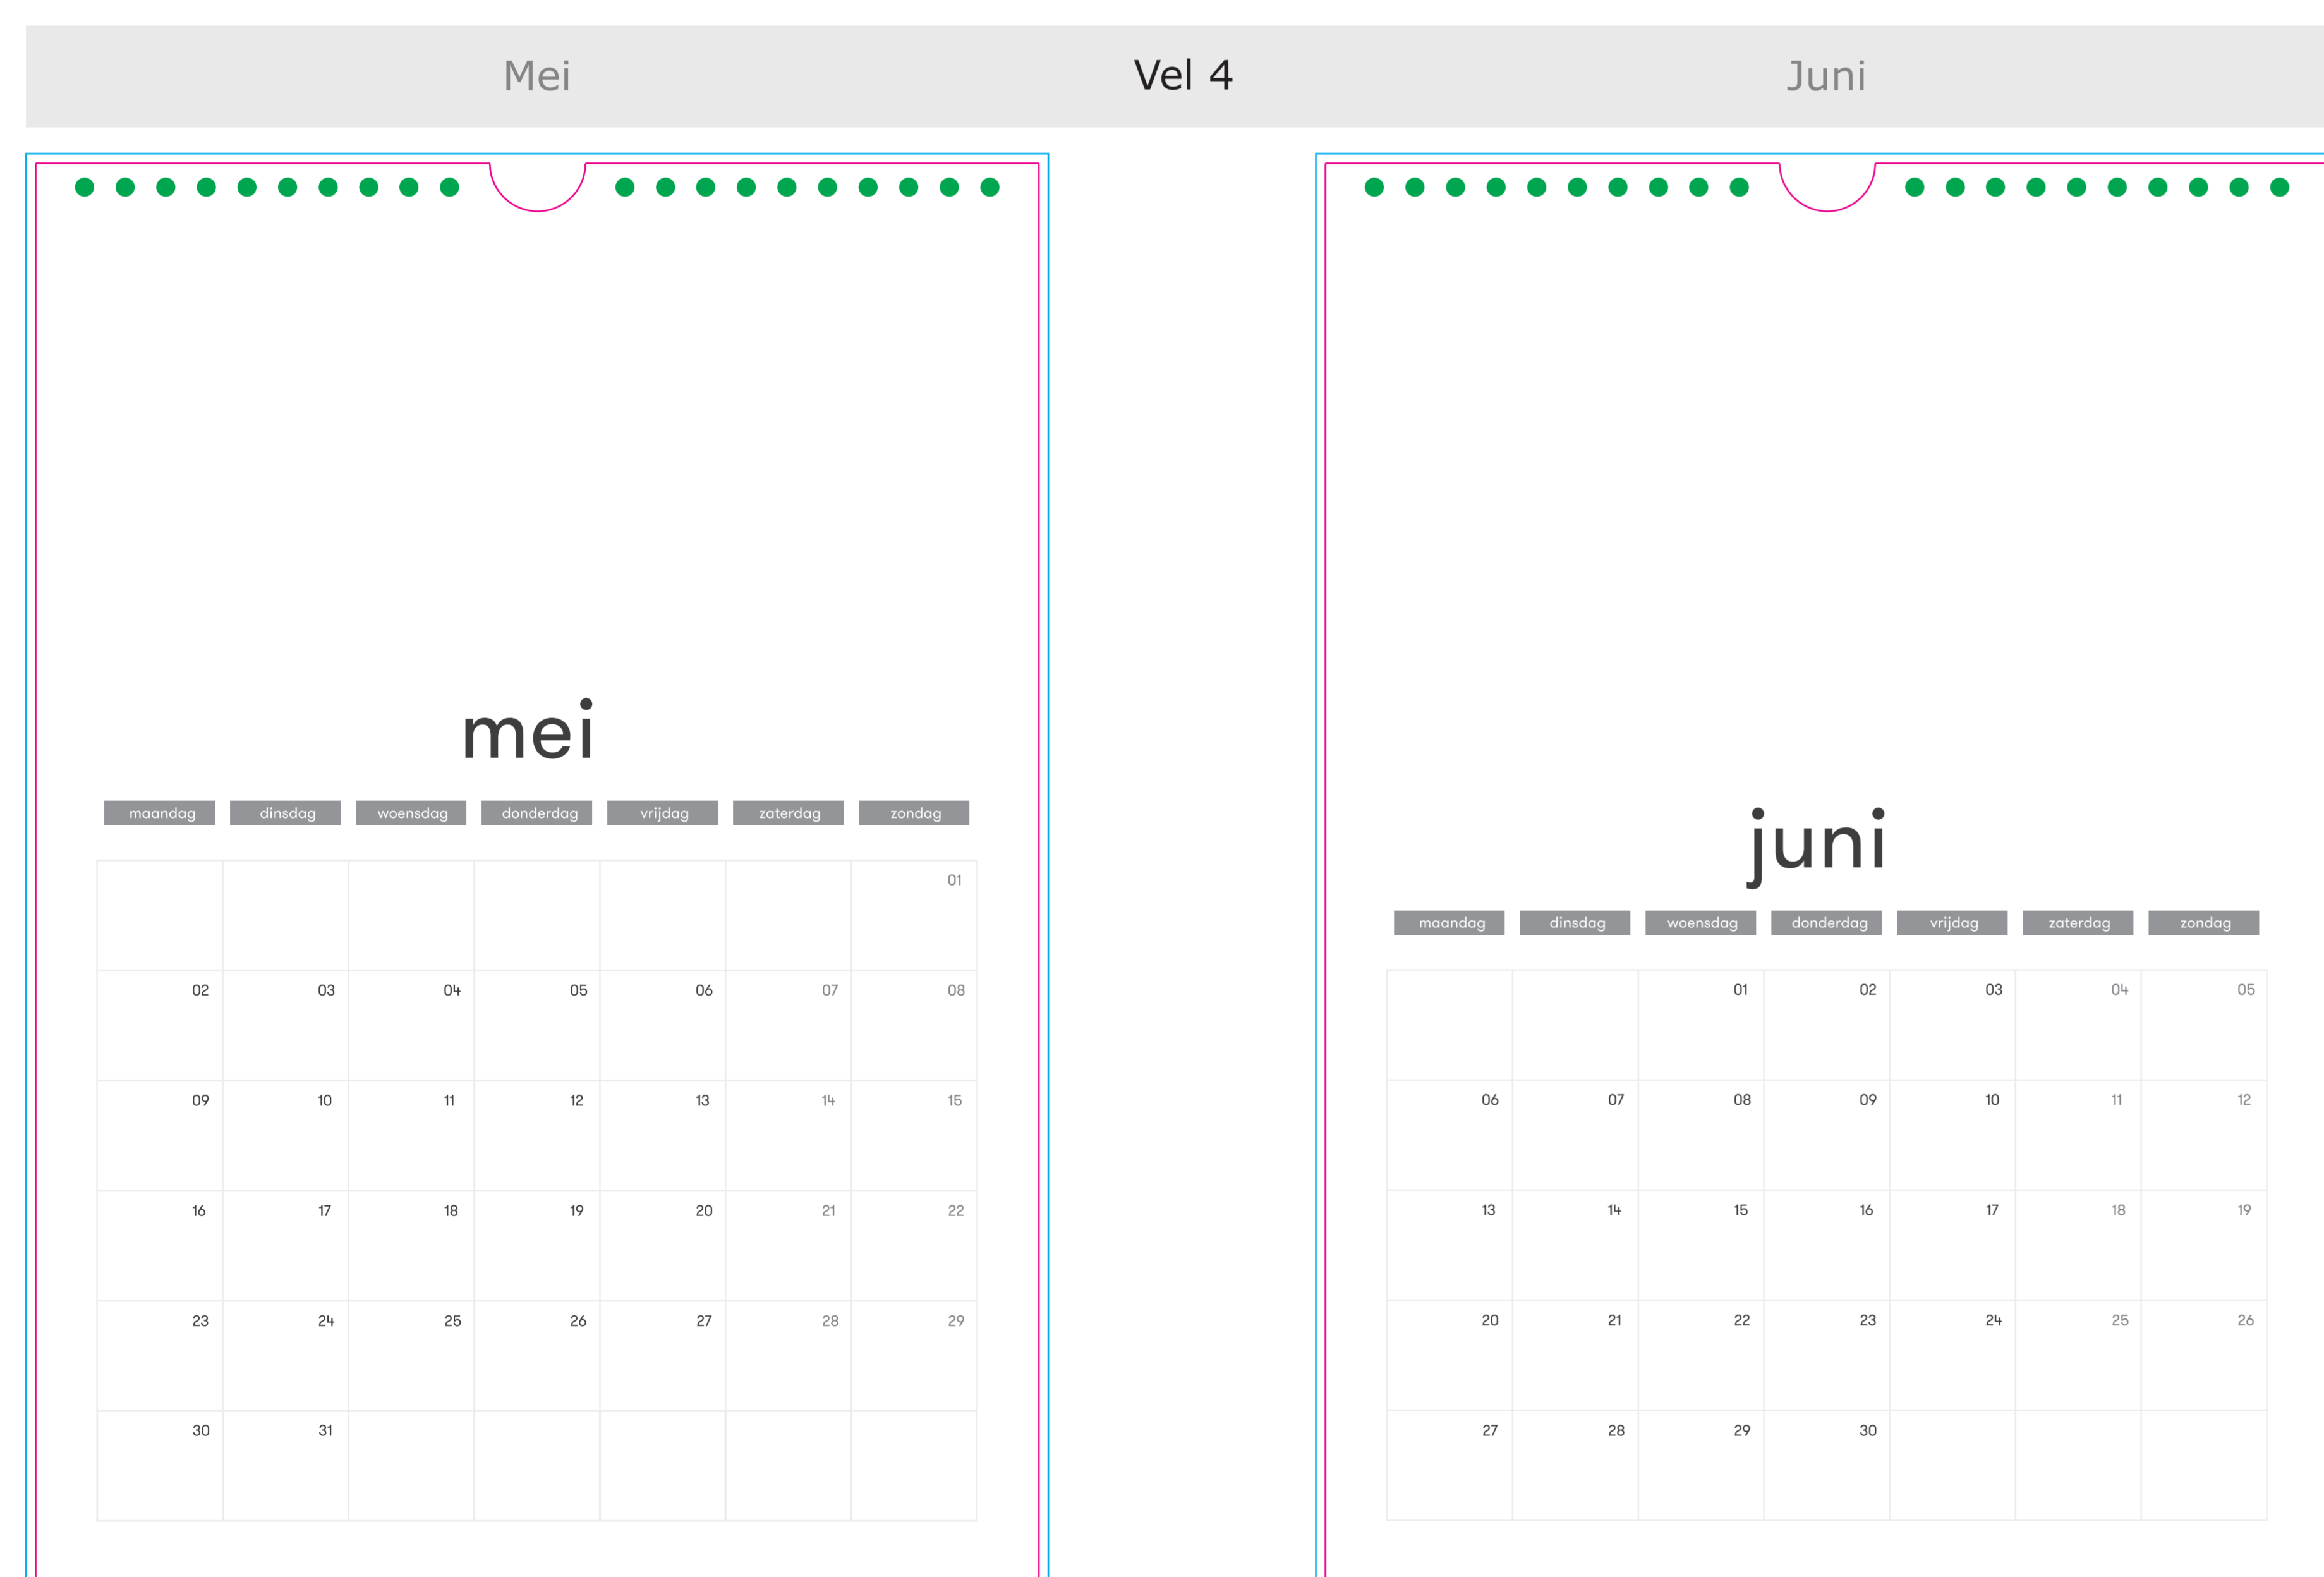 Mei Vel 4 Juni
mei
maandag dinsdag woensdag donderdag vrijdag zaterdag zondag
01
02 03 04 05 06 07 08
09 10 11 12 13 14 15
16 17 18 19 20 21 22
23 24 25 26 27 28 29
30 31
juni
maandag dinsdag woensdag donderdag vrijdag zaterdag zondag
01 02 03 04 05
06 07 08 09 10 11 12
13 14 15 16 17 18 19
20 21 22 23 24 25 26
27 28 29 30